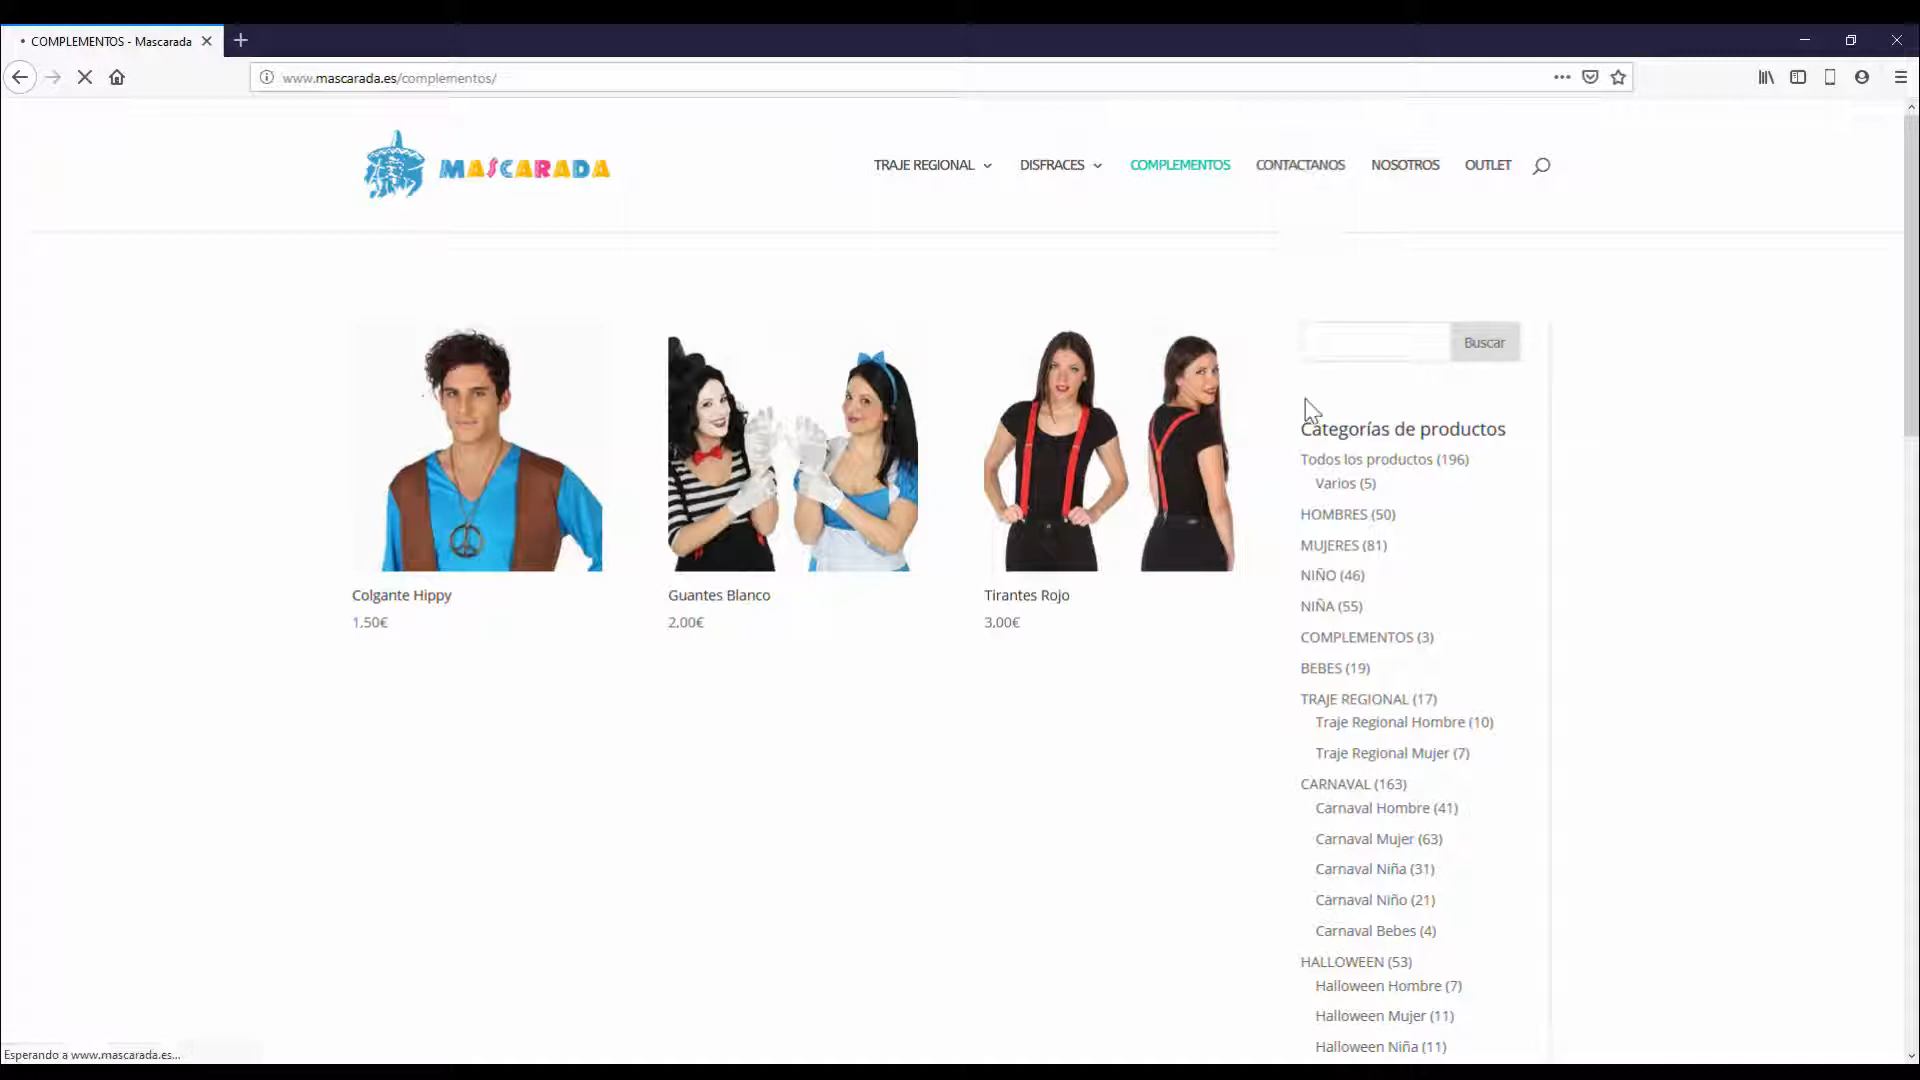 COMPLEMENTOS - Mascarada
www.mascarada.es/complementos/
MASCARADA
TRAJE REGIONAL
DISFRACES
COMPLEMENTOS
CONTACTANOS
NOSOTROS
OUTLET
Colgante Hippy
1,50€
Guantes Blanco
2,00€
Tirantes Rojo
3,00€
Buscar
Categorías de productos
Todos los productos (196)
Varios (5)
HOMBRES (50)
MUJERES (81)
NIÑO (46)
NIÑA (55)
COMPLEMENTOS (3)
BEBES (19)
TRAJE REGIONAL (17)
Traje Regional Hombre (10)
Traje Regional Mujer (7)
CARNAVAL (163)
Carnaval Hombre (41)
Carnaval Mujer (63)
Carnaval Niña (31)
Carnaval Niño (21)
Carnaval Bebes (4)
HALLOWEEN (53)
Halloween Hombre (7)
Halloween Mujer (11)
Halloween Niña (11)
Esperando a www.mascarada.es...